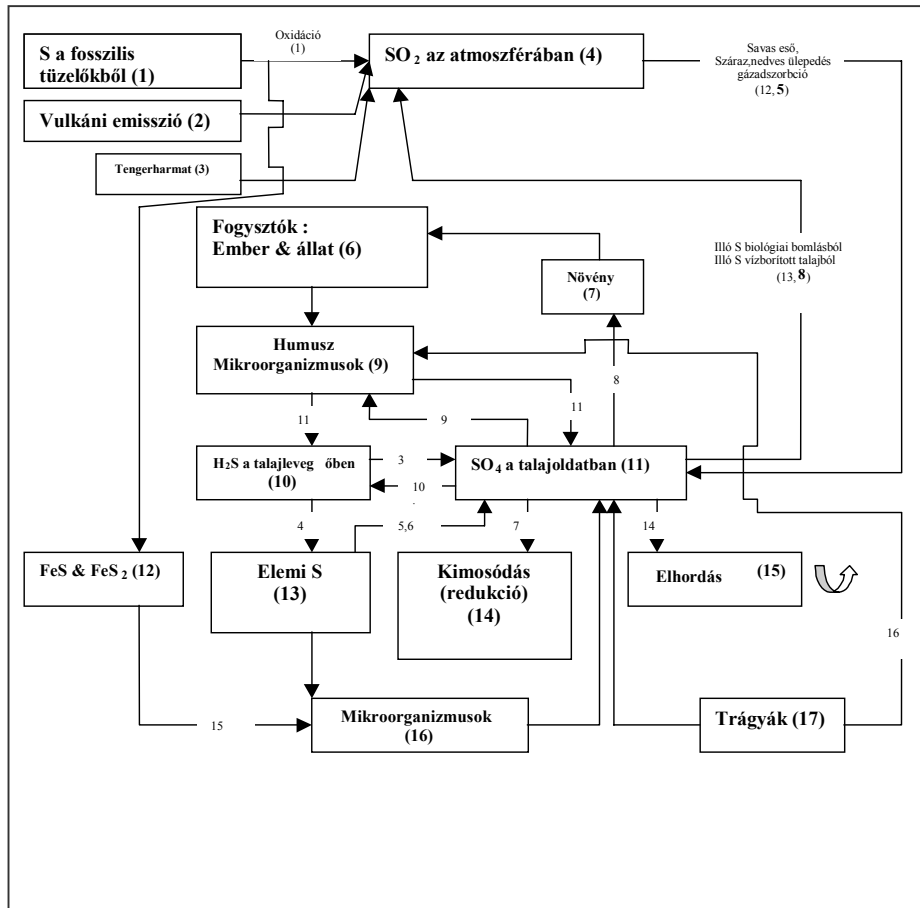 S a fosszilis
tüzelőkből (1)
Oxidáció
(1)
SO2 az atmoszférában (4)
Savas eső,
Száraz,nedves ülepedés
gázadszorbció
(12, 5)
Vulkáni emisszió (2)
Tengerharmat (3)
Fogysztók :
Ember & állat (6)
Illó S biológiai bomlásból
Illó S vízborított talajból
(13, 8)
Növény
(7)
Humusz
Mikroorganizmusok (9)
8
11
9
11
H2S a talajleveg őben
(10)
3
10
SO4 a talajoldatban (11)
4
5,6
7
14
FeS & FeS2 (12)
Elemi S
(13)
Kimosódás
(redukció)
(14)
Elhordás (15)
16
15
Mikroorganizmusok
(16)
Trágyák (17)